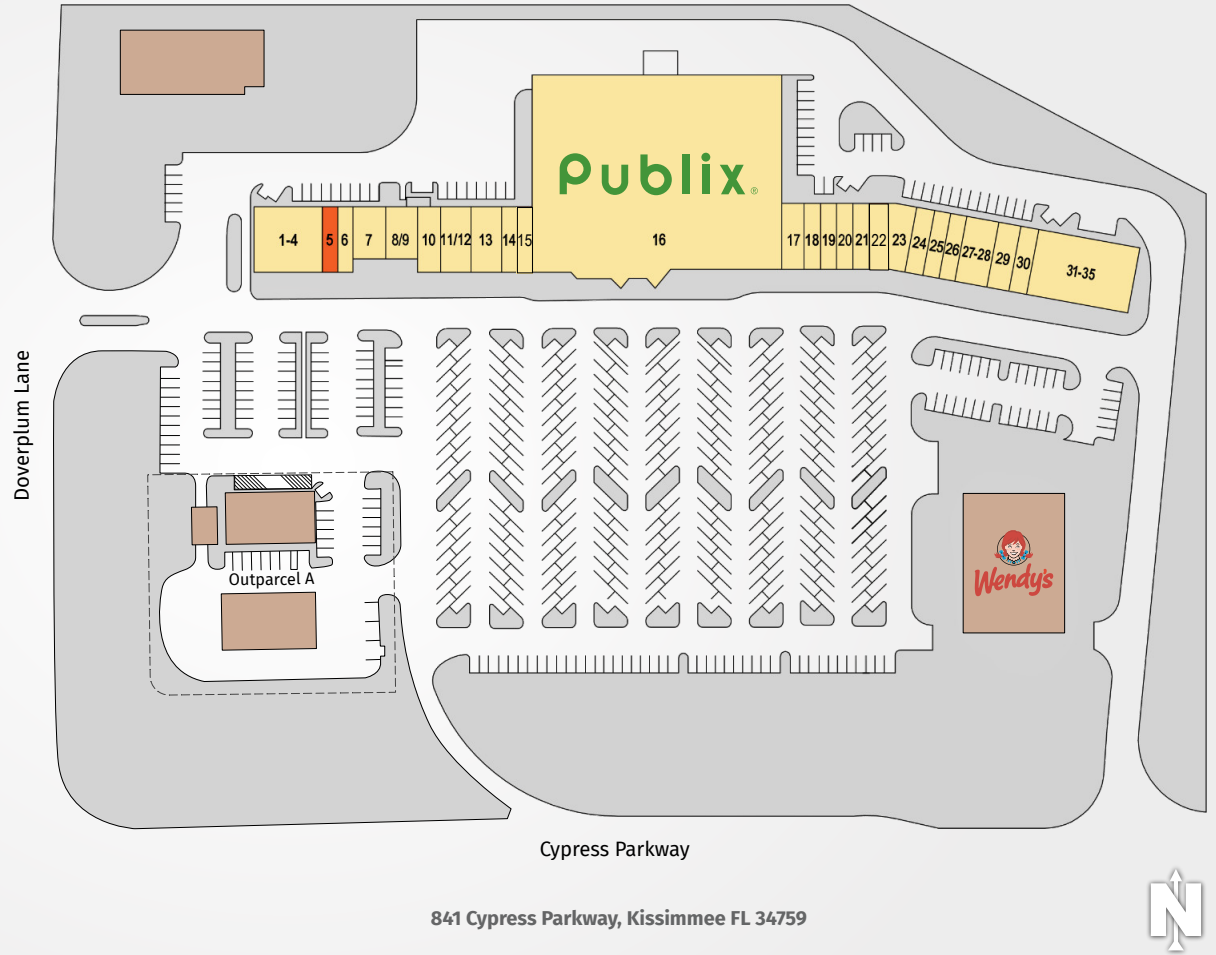 Publix®
1-4 5 6 7 8/9 10 11/12 13 14 15 16 17 18 19 20 21 22 23 24 25 26 27-28 29 30 31-35
Doverplum Lane
Outparcel A
Wendy's
Cypress Parkway
841 Cypress Parkway, Kissimmee FL 34759
N